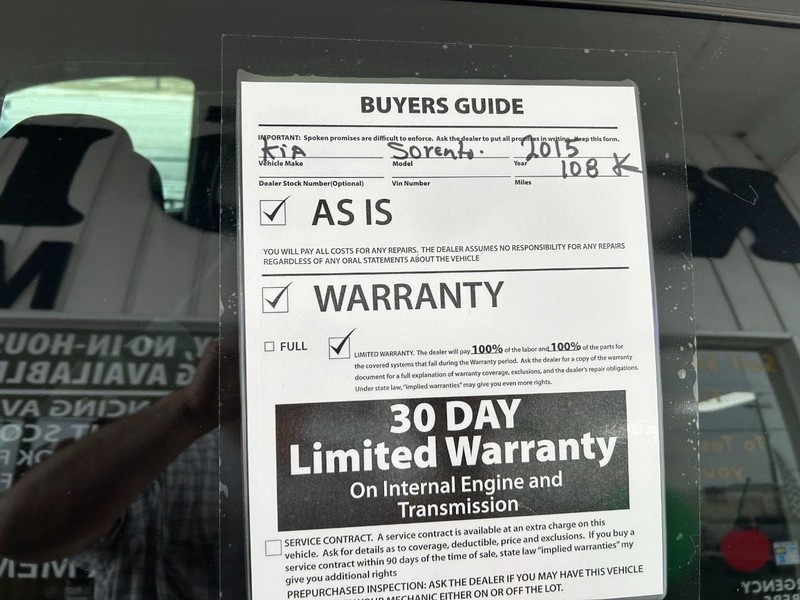 BUYERS GUIDE
IMPORTANT: Spoken promises are difficult to enforce. Ask the dealer to put all promises in writing. Keep this form.
KiA Sorento. 2015
Vehicle Make Model Year
108 K
Dealer Stock Number(Optional) Vin Number Miles
AS IS
YOU WILL PAY ALL COSTS FOR ANY REPAIRS. THE DEALER ASSUMES NO RESPONSIBILITY FOR ANY REPAIRS
REGARDLESS OF ANY ORAL STATEMENTS ABOUT THE VEHICLE
WARRANTY
FULL
LIMITED WARRANTY. The dealer will pay 100% of the labor and 100% of the parts for
the covered systems that fail during the Warranty period. Ask the dealer for a copy of the warranty
document for a full explanation of warranty coverage, exclusions, and the dealer's repair obligations.
Under state law, "implied warranties" may give you even more rights.
30 DAY
Limited Warranty
On Internal Engine and
Transmission
SERVICE CONTRACT. A service contract is available at an extra charge on this
vehicle. Ask for details as to coverage, deductible, price and exclusions. If you buy a
service contract within 90 days of the time of sale, state law "implied warranties" may
give you additional rights
PREPURCHASED INSPECTION: ASK THE DEALER IF YOU MAY HAVE THIS VEHICLE
YOUR MECHANIC EITHER ON OR OFF THE LOT.